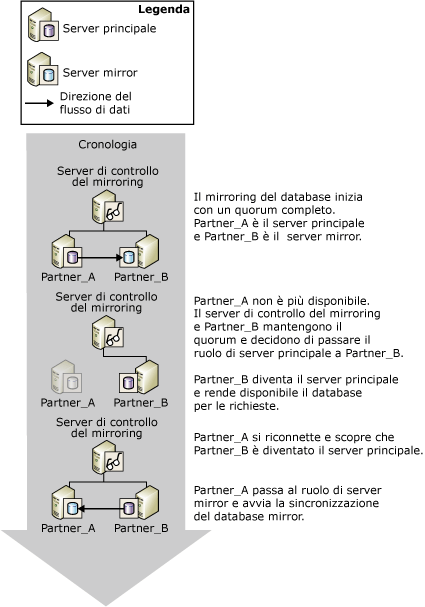 Legenda
Server principale
Server mirror
Direzione del
flusso di dati
Cronologia
Server di controllo
del mirroring
Partner_A
Partner_B
Il mirroring del database inizia
con un quorum completo.
Partner_A è il server principale
e Partner_B è il server mirror.
Server di controllo
del mirroring
Partner_A
Partner_B
Partner_A non è più disponibile.
Il server di controllo del mirroring
e Partner_B mantengono il
quorum e decidono di passare il
ruolo di server principale a Partner_B.
Partner_B diventa il server principale
e rende disponibile il database
per le richieste.
Server di controllo
del mirroring
Partner_A
Partner_B
Partner_A si riconnette e scopre che
Partner_B è diventato il server principale.
Partner_A passa al ruolo di server
mirror e avvia la sincronizzazione
del database mirror.